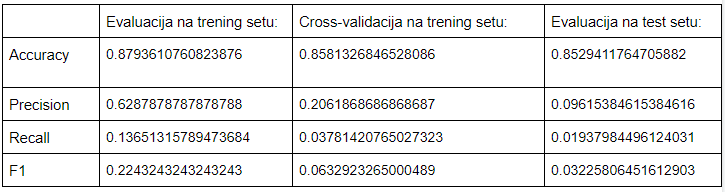 Evaluacija na trening setu: Cross-validacija na trening setu: Evaluacija na test setu:
Accuracy 0.8793610760823876 0.8581326846528086 0.8529411764705882
Precision 0.6287878787878788 0.2061868686868687 0.09615384615384616
Recall 0.13651315789473684 0.03781420765027323 0.01937984496124031
F1 0.2243243243243243 0.0632923265000489 0.03225806451612903